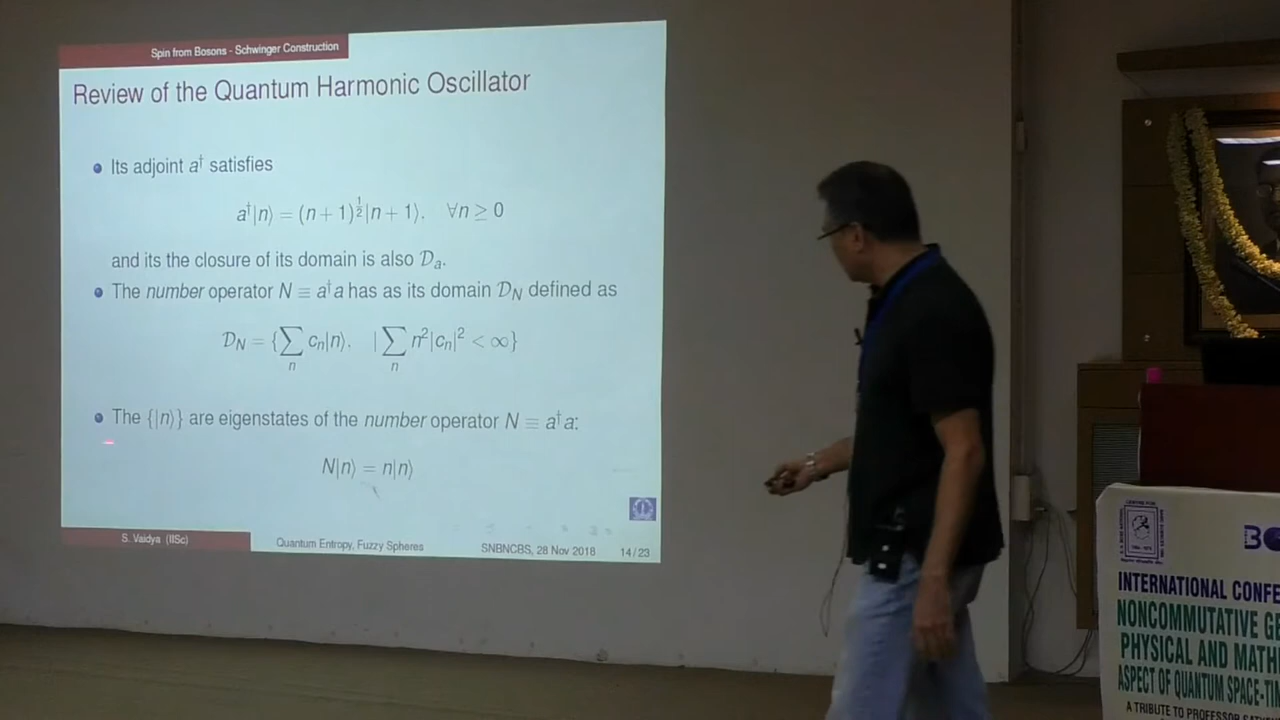 Spin from Bosons - Schwinger Construction
Review of the Quantum Harmonic Oscillator
Its adjoint a† satisfies
a†|n⟩ = (n + 1)^{1/2}|n + 1⟩. ∀n ≥ 0
and its the closure of its domain is also 𝒟ₐ.
The number operator N ≡ a†a has as its domain 𝒟_N defined as
𝒟_N = {∑_n c_n|n⟩. |∑_n n²|c_n|² < ∞}
The {|n⟩} are eigenstates of the number operator N ≡ a†a:
N|n⟩ = n|n⟩
S. Vaidya (IISc) Quantum Entropy, Fuzzy Spheres SNBNCBS, 28 Nov 2018 14 / 23
INTERNATIONAL CONFE
NONCOMMUTATIVE GE
PHYSICAL AND MATH
ASPECT OF QUANTUM SPACE-TIM
A TRIBUTE TO PROFESSOR